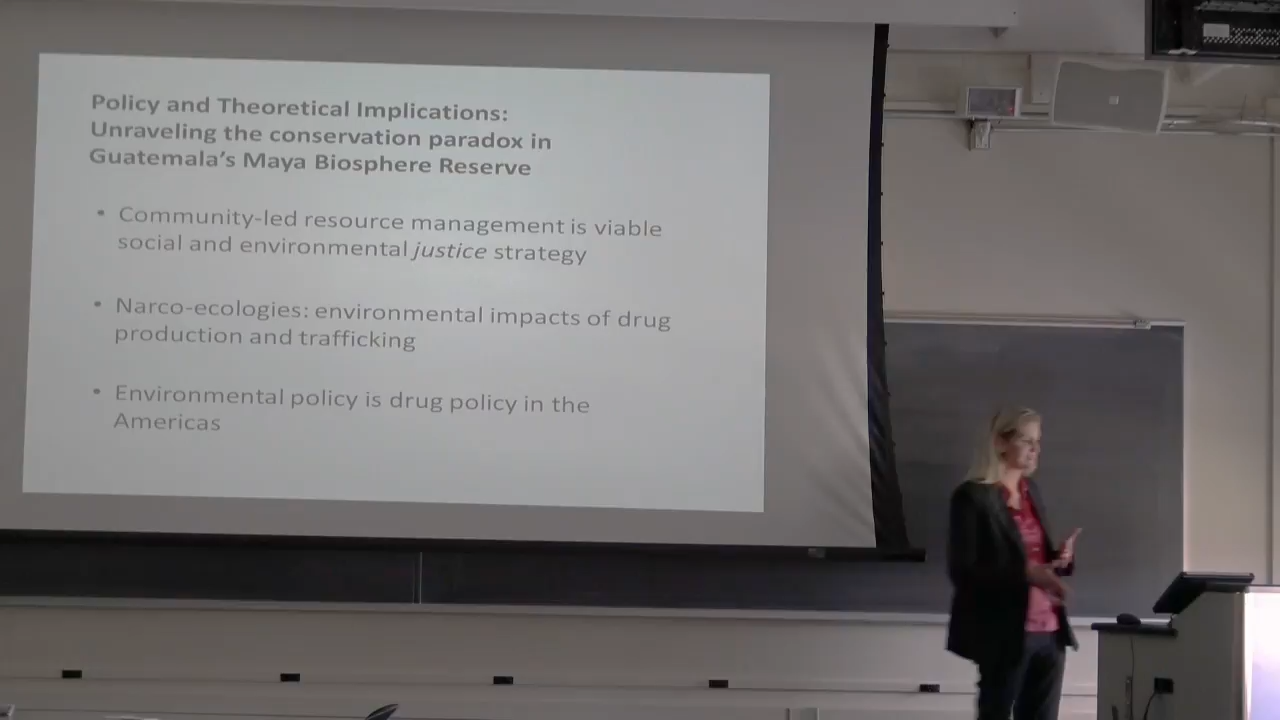 Policy and Theoretical Implications:
Unraveling the conservation paradox in
Guatemala's Maya Biosphere Reserve
• Community-led resource management is viable
social and environmental justice strategy
• Narco-ecologies: environmental impacts of drug
production and trafficking
• Environmental policy is drug policy in the
Americas